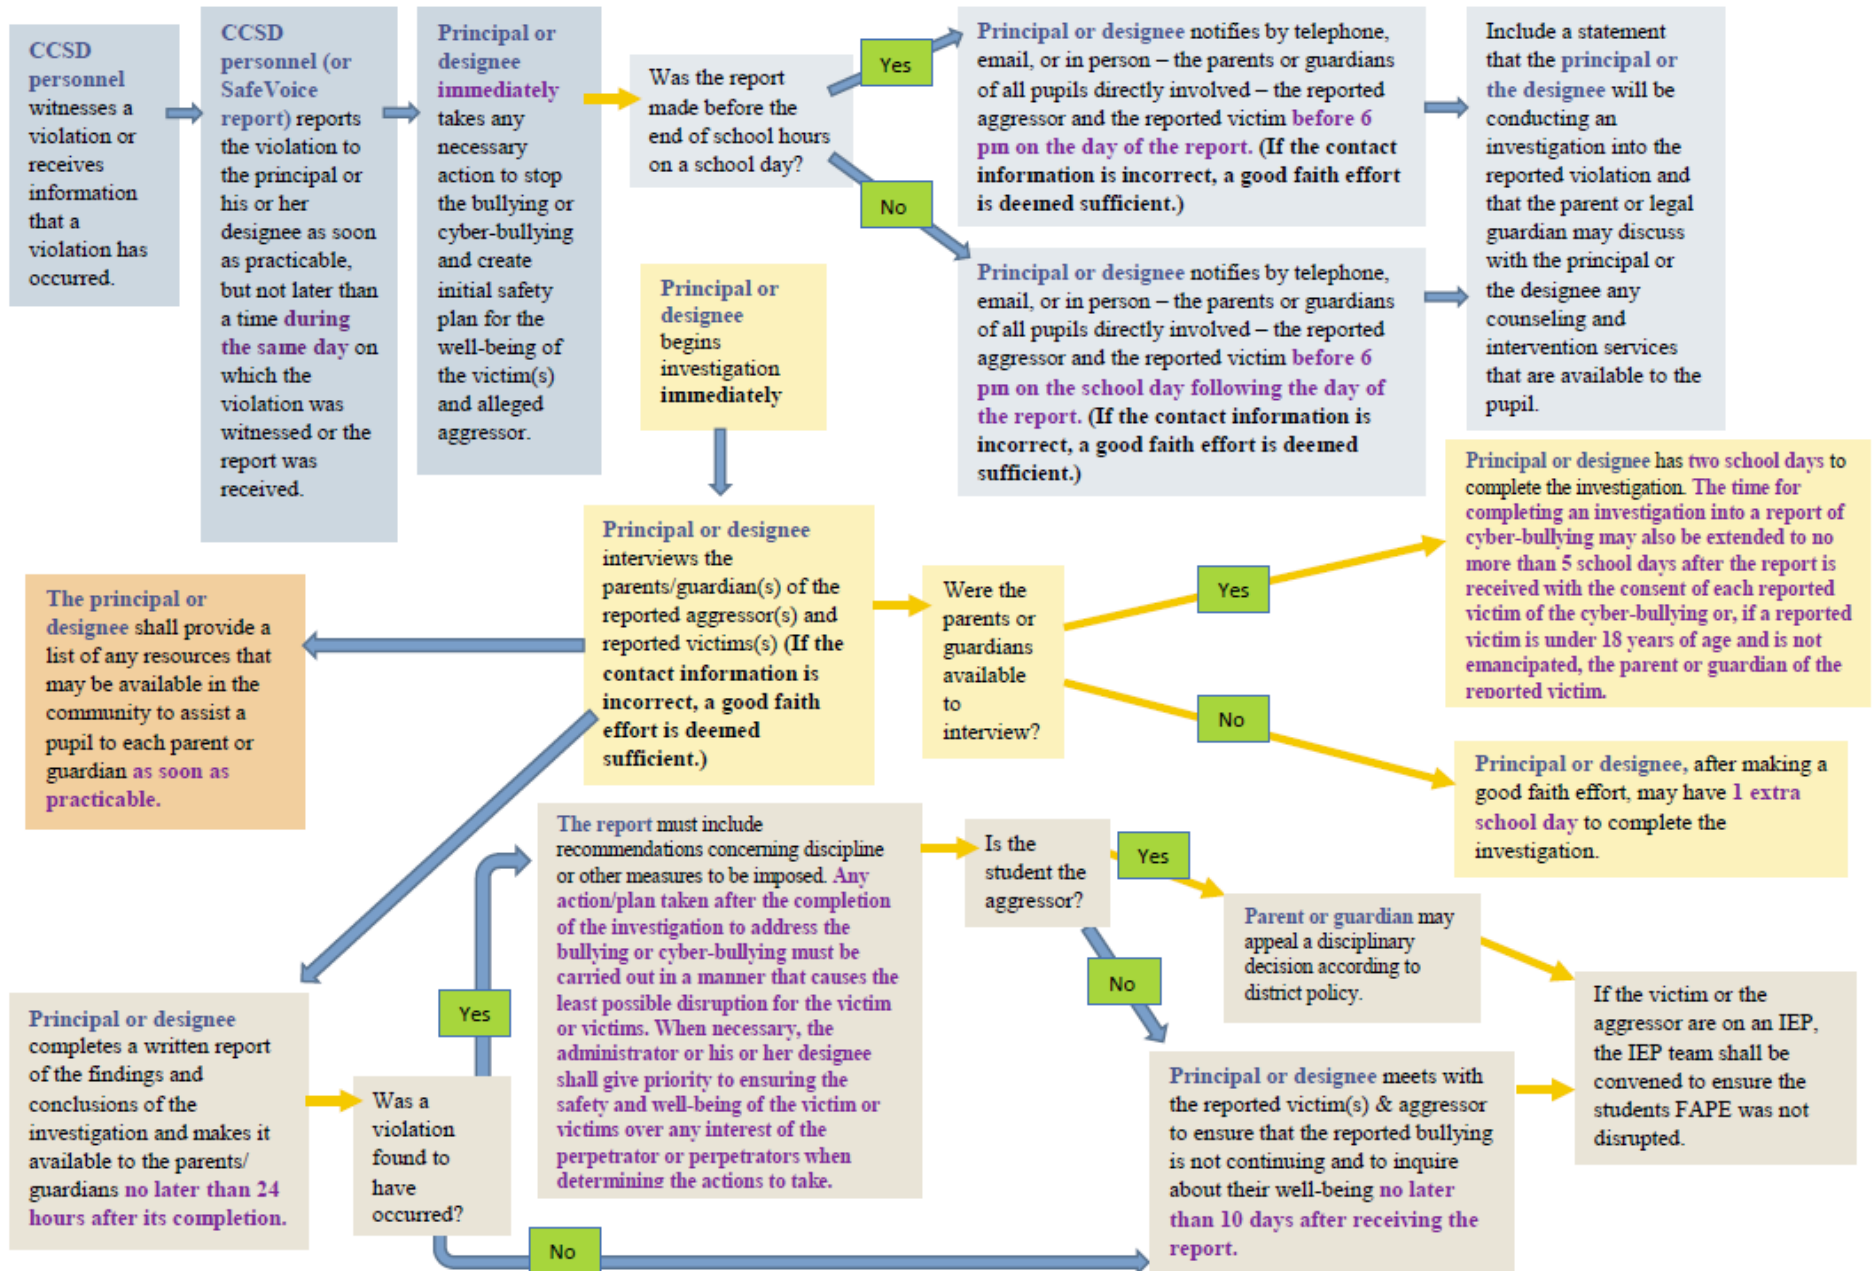 CCSD
personnel
witnesses a
violation or
receives
information
that a
violation has
occurred.
CCSD
personnel (or
SafeVoice
report) reports
the violation to
the principal or
his or her
designee as soon
as practicable,
but not later than
a time during
the same day on
which the
violation was
witnessed or the
report was
received.
Principal or
designee
immediately
takes any
necessary
action to stop
the bullying or
cyber-bullying
and create
initial safety
plan for the
well-being of
the victim(s)
and alleged
aggressor.
Was the report
made before the
end of school hours
on a school day?
Yes
No
Principal or designee notifies by telephone,
email, or in person – the parents or guardians
of all pupils directly involved – the reported
aggressor and the reported victim before 6
pm on the day of the report. (If the contact
information is incorrect, a good faith effort
is deemed sufficient.)
Principal or designee notifies by telephone,
email, or in person – the parents or guardians
of all pupils directly involved – the reported
aggressor and the reported victim before 6
pm on the school day following the day of
the report. (If the contact information is
incorrect, a good faith effort is deemed
sufficient.)
Include a statement
that the principal or
the designee will be
conducting an
investigation into the
reported violation and
that the parent or legal
guardian may discuss
with the principal or
the designee any
counseling and
intervention services
that are available to the
pupil.
Principal or
designee
begins
investigation
immediately
Principal or designee
interviews the
parents/guardian(s) of the
reported aggressor(s) and
reported victims(s) (If the
contact information is
incorrect, a good faith
effort is deemed
sufficient.)
Were the
parents or
guardians
available
to
interview?
Yes
No
Principal or designee has two school days to
complete the investigation. The time for
completing an investigation into a report of
cyber-bullying may also be extended to no
more than 5 school days after the report is
received with the consent of each reported
victim of the cyber-bullying or, if a reported
victim is under 18 years of age and is not
emancipated, the parent or guardian of the
reported victim.
Principal or designee, after making a
good faith effort, may have 1 extra
school day to complete the
investigation.
The principal or
designee shall provide a
list of any resources that
may be available in the
community to assist a
pupil to each parent or
guardian as soon as
practicable.
Principal or designee
completes a written report
of the findings and
conclusions of the
investigation and makes it
available to the parents/
guardians no later than 24
hours after its completion.
Was a
violation
found to
have
occurred?
Yes
No
The report must include
recommendations concerning discipline
or other measures to be imposed. Any
action/plan taken after the completion
of the investigation to address the
bullying or cyber-bullying must be
carried out in a manner that causes the
least possible disruption for the victim
or victims. When necessary, the
administrator or his or her designee
shall give priority to ensuring the
safety and well-being of the victim or
victims over any interest of the
perpetrator or perpetrators when
determining the actions to take.
Is the
student the
aggressor?
Yes
No
Parent or guardian may
appeal a disciplinary
decision according to
district policy.
Principal or designee meets with
the reported victim(s) & aggressor
to ensure that the reported bullying
is not continuing and to inquire
about their well-being no later
than 10 days after receiving the
report.
If the victim or the
aggressor are on an IEP,
the IEP team shall be
convened to ensure the
students FAPE was not
disrupted.